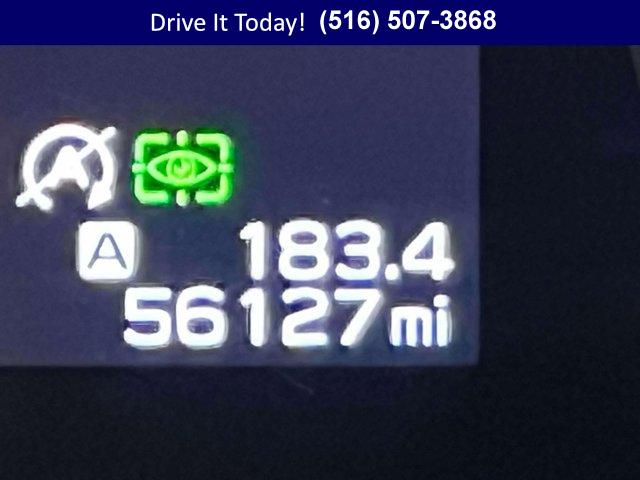 Drive It Today! (516) 507-3868
A
A 183.4
56127 mi